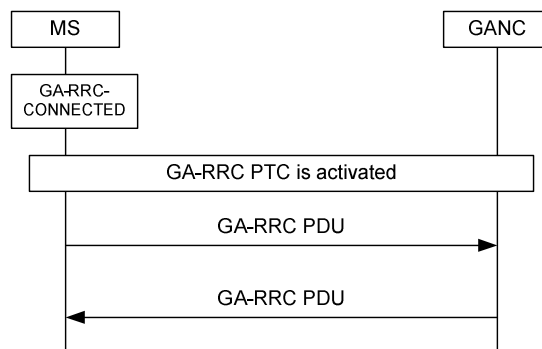 MS
GANC
GA-RRC-
CONNECTED
GA-RRC PTC is activated
GA-RRC PDU
GA-RRC PDU